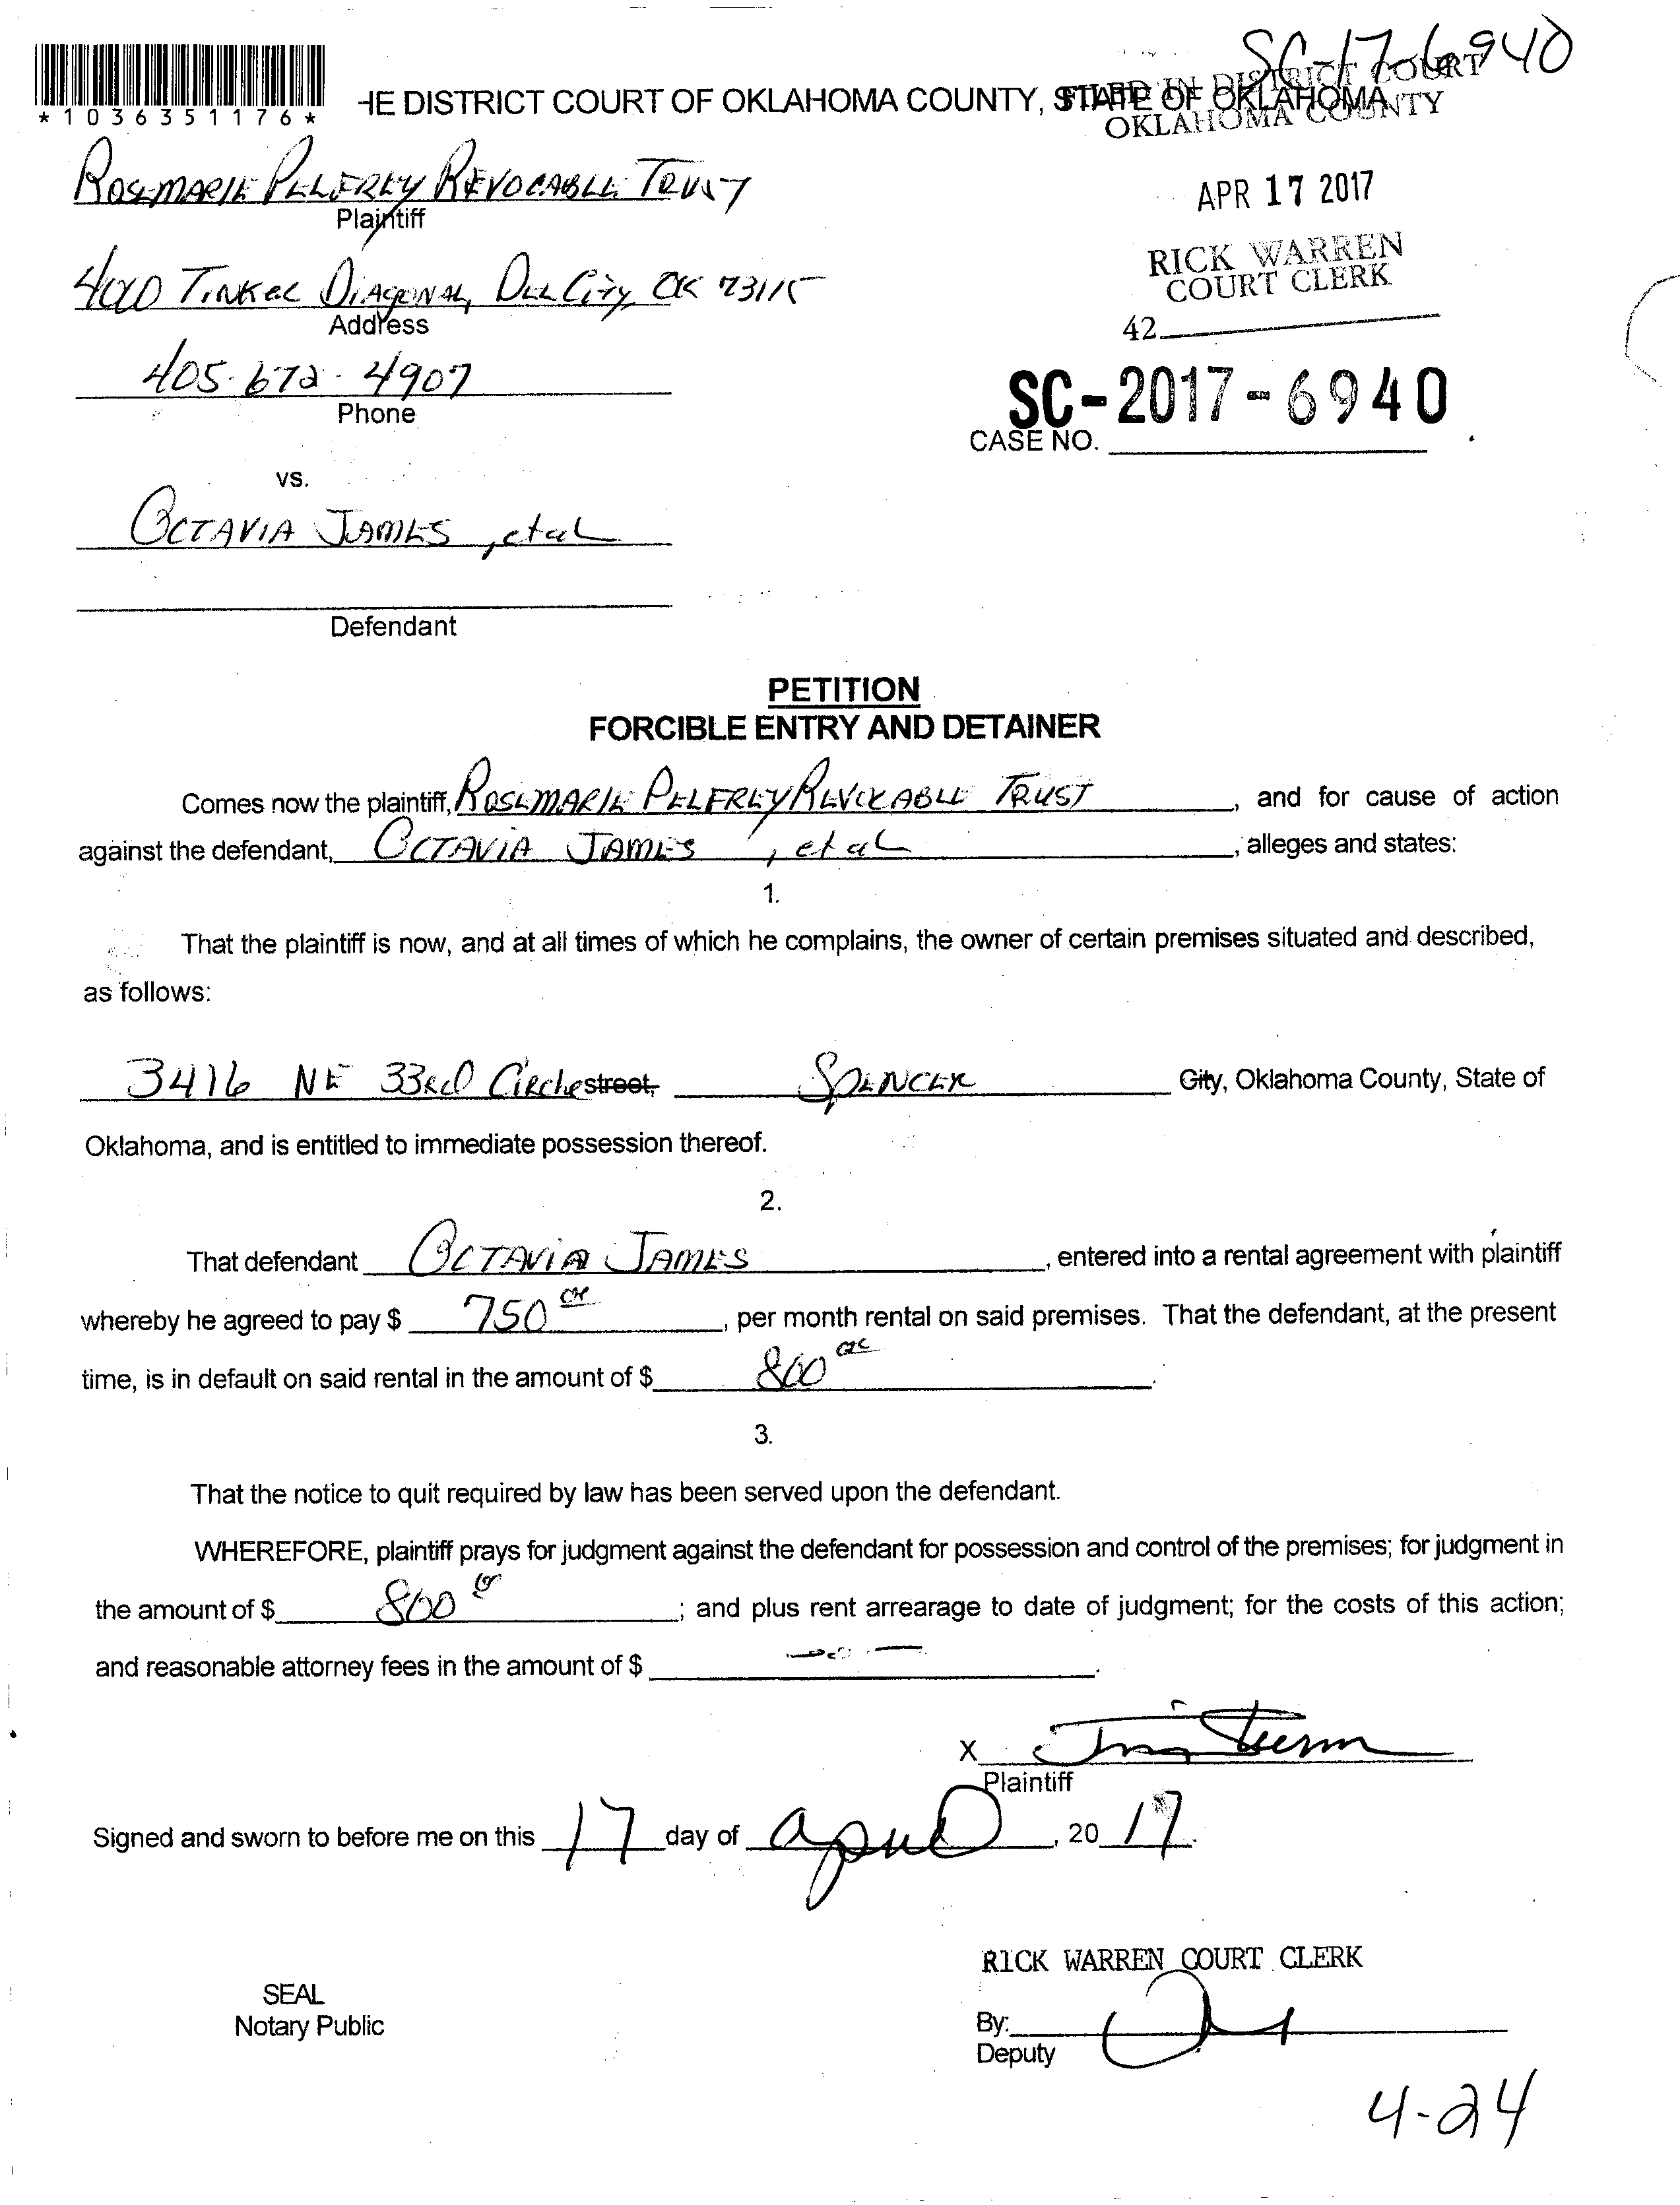 SC-17-6940
*1036351176*
HE DISTRICT COURT OF OKLAHOMA COUNTY, STATE OF OKLAHOMA
FILED IN DISTRICT COURT
OKLAHOMA COUNTY
ROSEMARIE PELFREY REVOCABLE TRUST
Plaintiff
APR 17 2017
RICK WARREN
COURT CLERK
4010 TINKER DIAGONAL, DEL CITY, OK 73115
Address
42
405-672-4907
Phone
SC-2017-6940
CASE NO.
vs.
OCTAVIA JAMES, et al
Defendant
PETITION
FORCIBLE ENTRY AND DETAINER
Comes now the plaintiff, ROSEMARIE PELFREY REVOCABLE TRUST, and for cause of action
against the defendant, OCTAVIA JAMES, et al, alleges and states:
1.
That the plaintiff is now, and at all times of which he complains, the owner of certain premises situated and described,
as follows:
3416 NE 33RD Circle street, SPENCER City, Oklahoma County, State of
Oklahoma, and is entitled to immediate possession thereof.
2.
That defendant OCTAVIA JAMES, entered into a rental agreement with plaintiff
whereby he agreed to pay $ 750 00, per month rental on said premises. That the defendant, at the present
time, is in default on said rental in the amount of $ 800 00.
3.
That the notice to quit required by law has been served upon the defendant.
WHEREFORE, plaintiff prays for judgment against the defendant for possession and control of the premises; for judgment in
the amount of $ 800 00; and plus rent arrearage to date of judgment; for the costs of this action;
and reasonable attorney fees in the amount of $ .
X
Plaintiff
Signed and sworn to before me on this 17 day of April, 20 17.
RICK WARREN COURT CLERK
SEAL
Notary Public
By:
Deputy
4-24